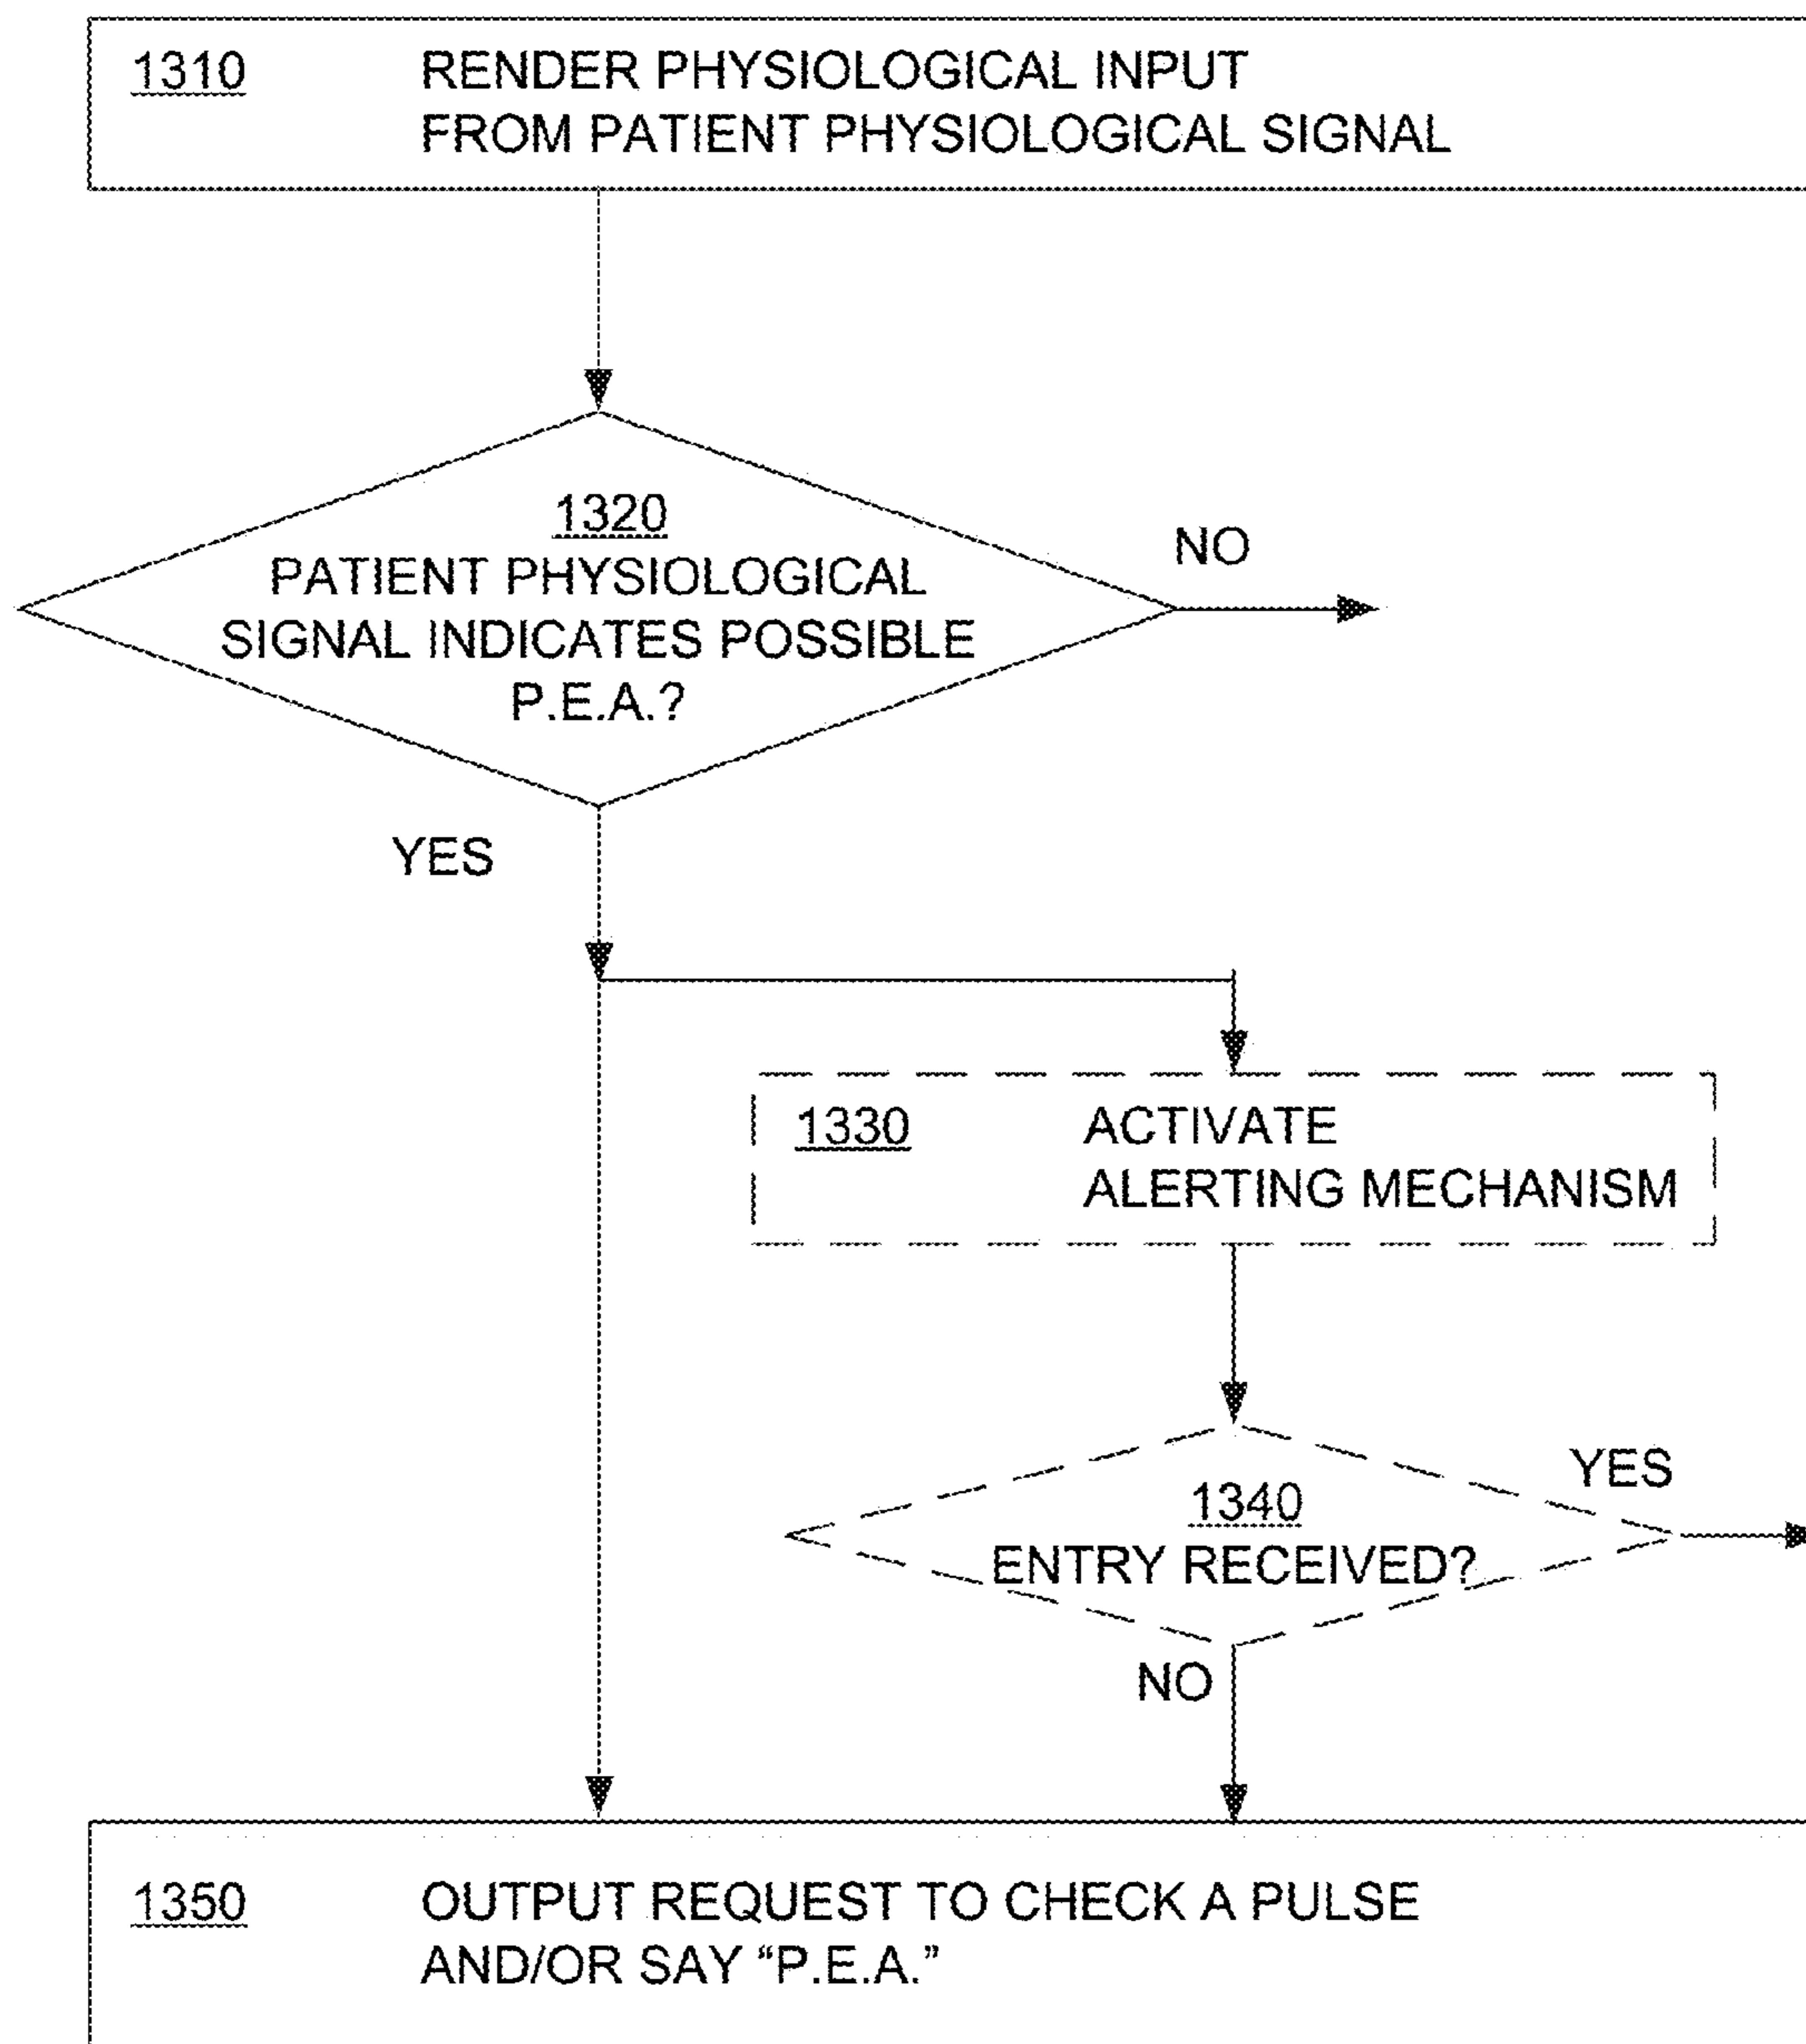 1310 RENDER PHYSIOLOGICAL INPUT
FROM PATIENT PHYSIOLOGICAL SIGNAL
1320
PATIENT PHYSIOLOGICAL
SIGNAL INDICATES POSSIBLE
P.E.A.?
NO
YES
1330 ACTIVATE
ALERTING MECHANISM
1340
ENTRY RECEIVED?
YES
NO
1350 OUTPUT REQUEST TO CHECK A PULSE
AND/OR SAY “P.E.A.”